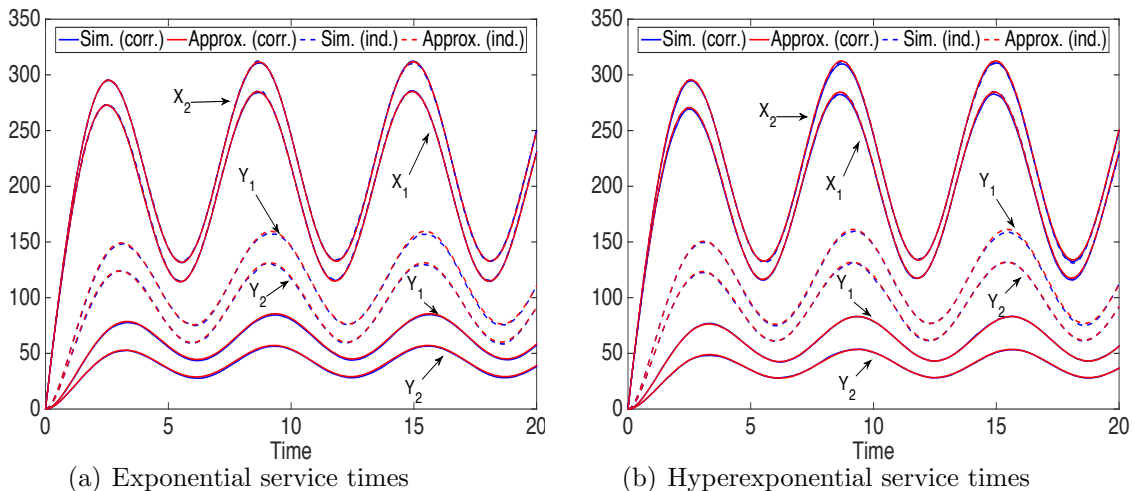 350
300
250
200
150
100
50
0
Sim. (corr.) Approx. (corr.) Sim. (ind.) Approx. (ind.)
X2
Y1
X1
Y2
Y1
Y2
0 5 10 15 20
Time
(a) Exponential service times
350
300
250
200
150
100
50
0
Sim. (corr.) Approx. (corr.) Sim. (ind.) Approx. (ind.)
X2
X1
Y1
Y1
Y2
Y2
0 5 10 15 20
Time
(b) Hyperexponential service times